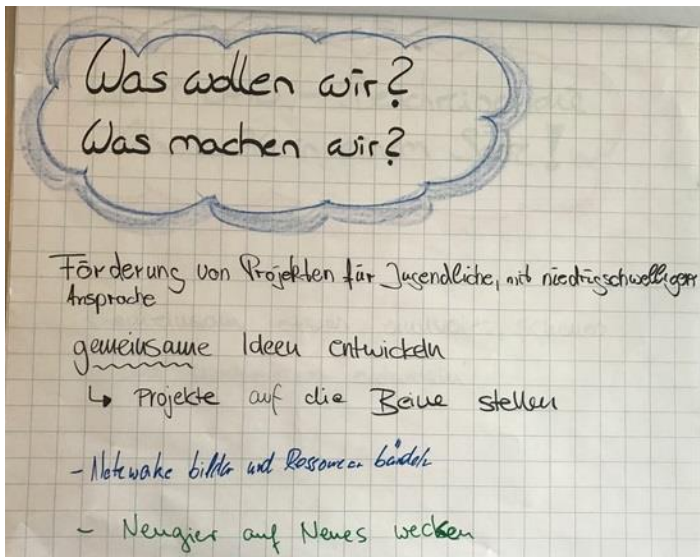 Was wollen wir?
Was machen wir?
Förderung von Projekten für Jugendliche, mit niedrigschwelliger
Ansprache
gemeinsame Ideen entwickeln
↳ Projekte auf die Beine stellen
- Netzwerke bilden und Ressourcen bündeln
- Neugier auf Neues wecken